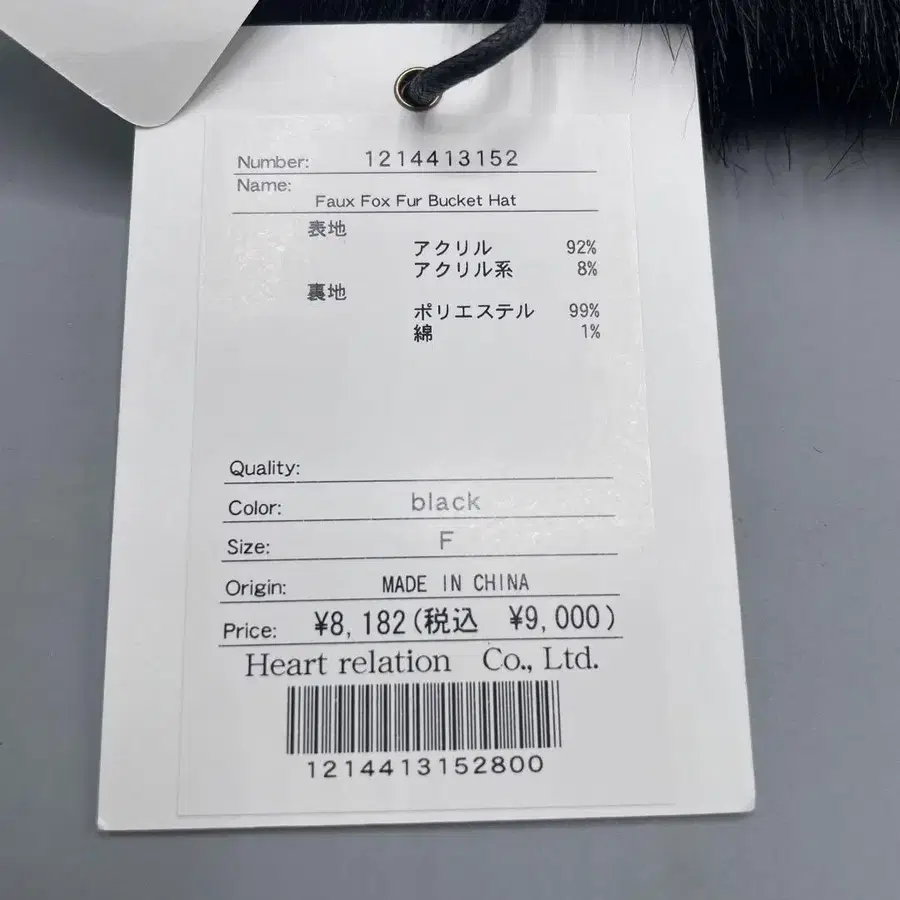 Number: 1214413152
Name:
Faux Fox Fur Bucket Hat
表地
アクリル 92%
アクリル系 8%
裏地
ポリエステル 99%
綿 1%
Quality:
Color: black
Size: F
Origin: MADE IN CHINA
Price: ¥8,182(税込 ¥9,000)
Heart relation Co., Ltd.
1214413152800